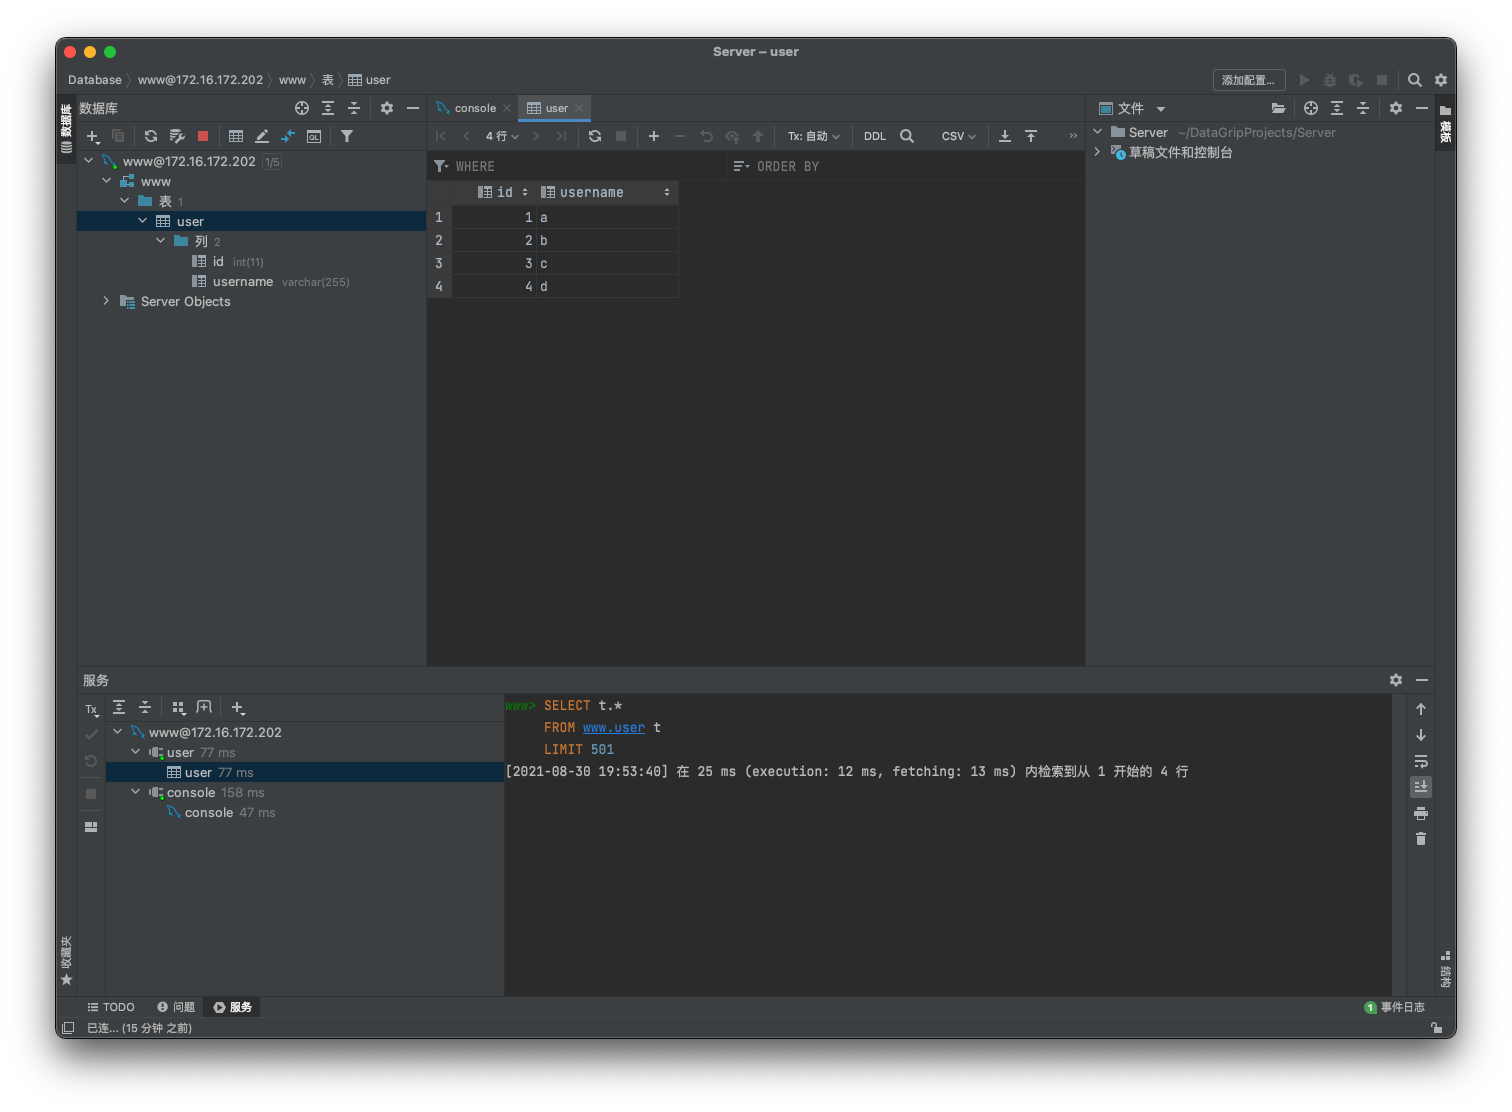 Server – user
Database
www@172.16.172.202
www
表
user
添加配置...
数据库
数据库
console
user
文件
模板
4 行
Tx: 自动
DDL
CSV
Server ~/DataGripProjects/Server
草稿文件和控制台
www@172.16.172.202 1/5
www
表 1
user
列 2
id int(11)
username varchar(255)
Server Objects
WHERE
ORDER BY
id username
1 1 a
2 2 b
3 3 c
4 4 d
服务
Tx
www@172.16.172.202
user 77 ms
user 77 ms
console 158 ms
console 47 ms
www> SELECT t.*
FROM www.user t
LIMIT 501
[2021-08-30 19:53:40] 在 25 ms (execution: 12 ms, fetching: 13 ms) 内检索到从 1 开始的 4 行
收藏夹
结构
TODO
问题
服务
1 事件日志
已连... (15 分钟 之前)